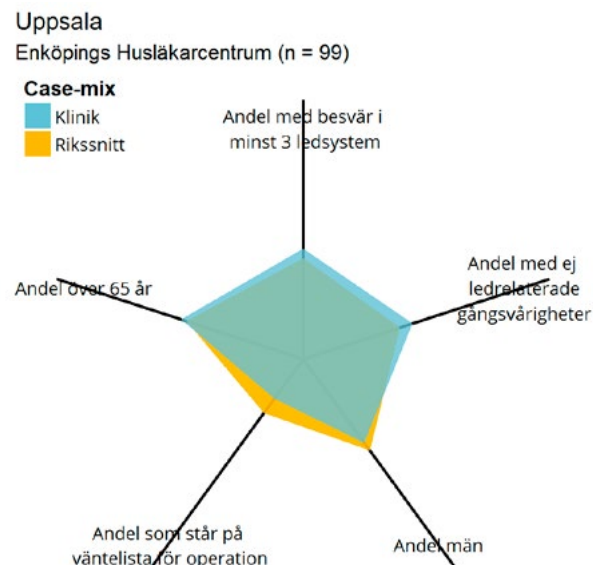 Uppsala
Enköpings Husläkarcentrum (n = 99)
Case-mix
Klinik
Rikssnitt
Andel med besvär i
minst 3 ledsystem
Andel med ej
ledrelaterade
gångsvårigheter
Andel över 65 år
Andel som står på
väntelista för operation
Andel män